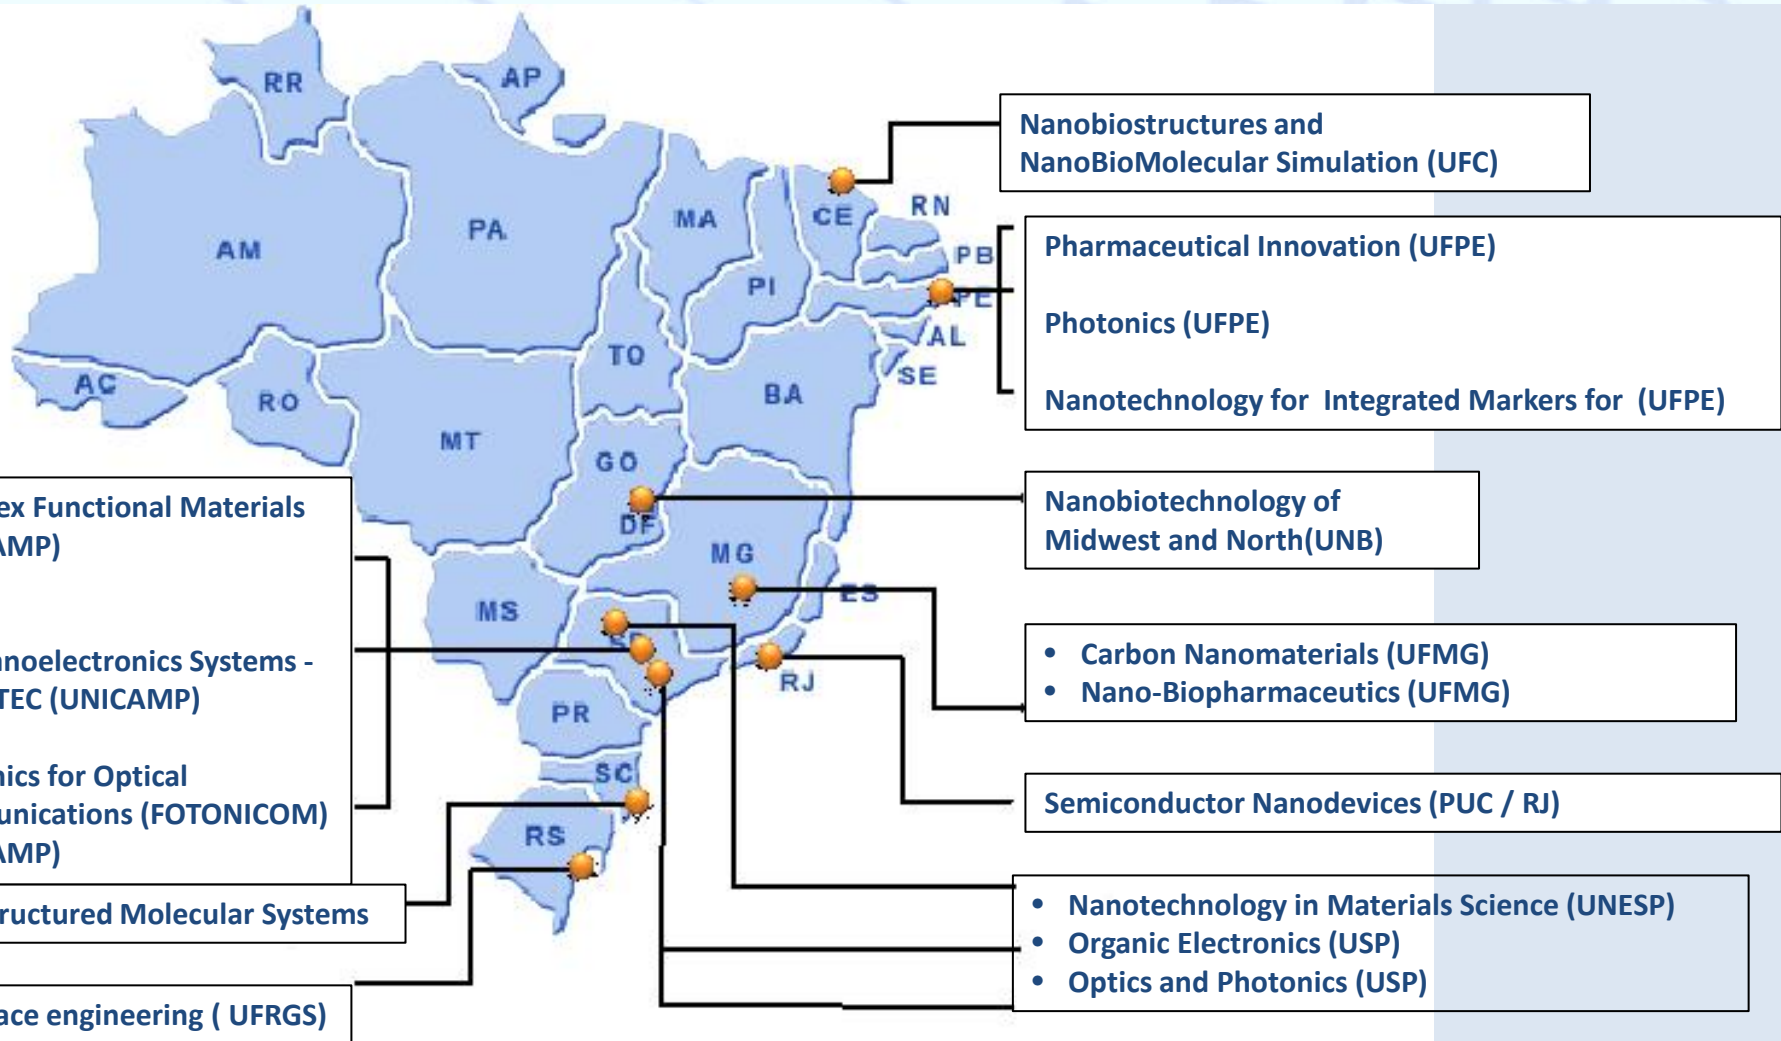 RR
AP
AM
PA
MA
CE
RN
PB
PI
PE
AL
SE
TO
BA
AC
RO
MT
GO
DF
MG
ES
MS
RJ
PR
SC
RS
Nanobiostructures and
NanoBioMolecular Simulation (UFC)
Pharmaceutical Innovation (UFPE)
Photonics (UFPE)
Nanotechnology for Integrated Markers for (UFPE)
Nanobiotechnology of
Midwest and North(UNB)
• Carbon Nanomaterials (UFMG)
• Nano-Biopharmaceutics (UFMG)
Semiconductor Nanodevices (PUC / RJ)
• Nanotechnology in Materials Science (UNESP)
• Organic Electronics (USP)
• Optics and Photonics (USP)
ex Functional Materials
AMP)
noelectronics Systems -
TEC (UNICAMP)
nics for Optical
unications (FOTONICOM)
AMP)
ructured Molecular Systems
ace engineering ( UFRGS)